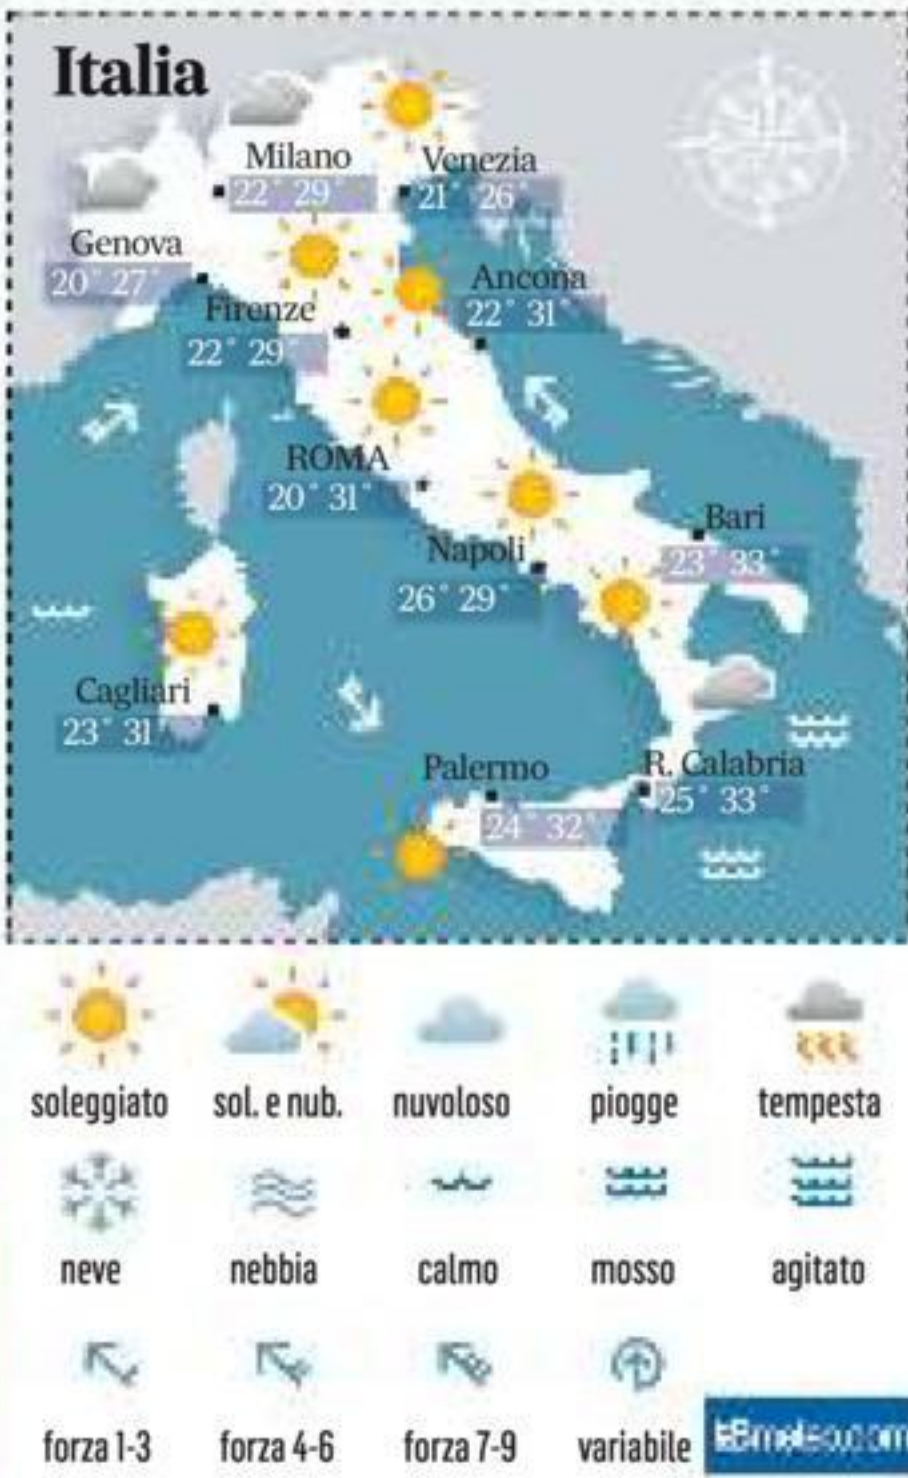 Italia
Milano
22° 29°
Venezia
21° 26°
Genova
20° 27°
Firenze
22° 29°
Ancona
22° 31°
ROMA
20° 31°
Napoli
26° 29°
Bari
23° 33°
Cagliari
23° 31°
Palermo
24° 32°
R. Calabria
25° 33°
soleggiato sol. e nub. nuvoloso piogge tempesta
neve nebbia calmo mosso agitato
forza 1-3 forza 4-6 forza 7-9 variabile